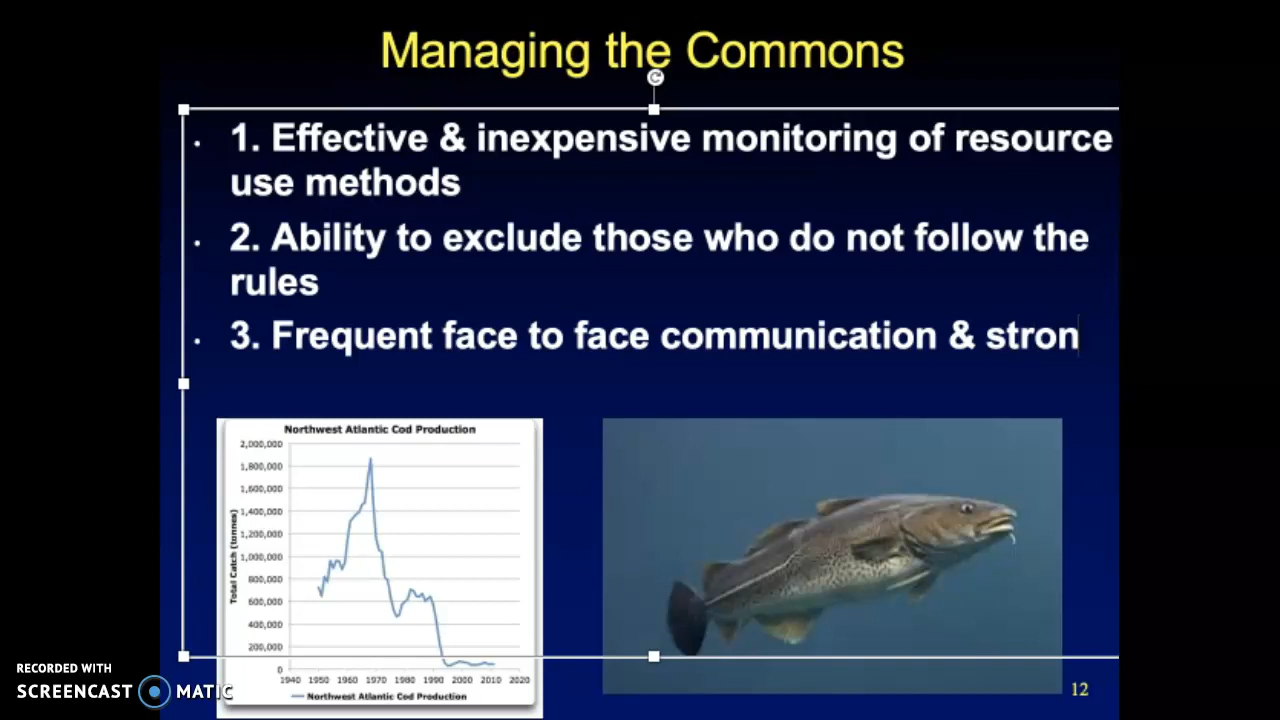 Managing the Commons
1. Effective & inexpensive monitoring of resource
use methods
2. Ability to exclude those who do not follow the
rules
3. Frequent face to face communication & stron
Northwest Atlantic Cod Production
2,000,000
1,800,000
1,600,000
1,400,000
1,200,000
1,000,000
800,000
600,000
400,000
200,000
0
Total Catch (tonnes)
1940 1950 1960 1970 1980 1990 2000 2010 2020
Northwest Atlantic Cod Production
12
RECORDED WITH
SCREENCAST MATIC